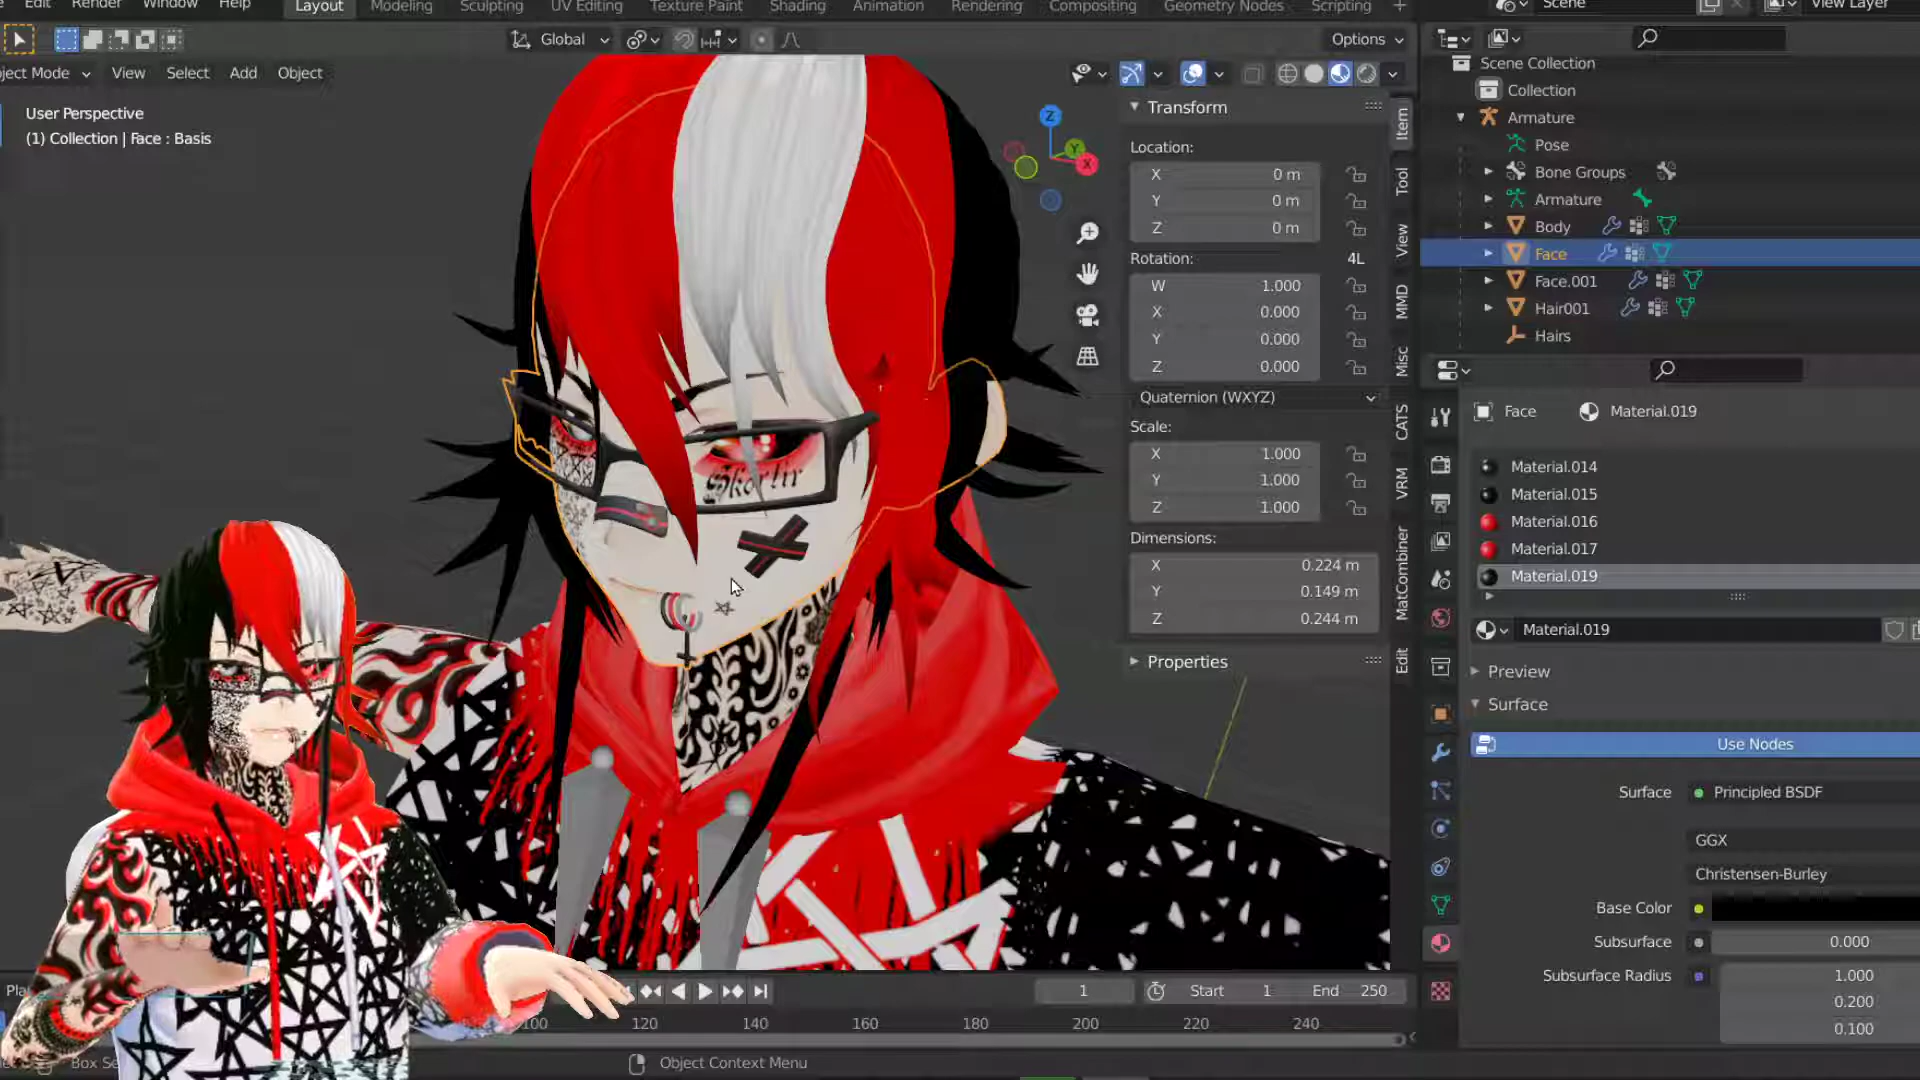 Edit Render Window Help Layout Modeling Sculpting UV Editing Texture Paint Shading Animation Rendering Compositing Geometry Nodes Scripting + Scene View Layer
Global Options
ject Mode View Select Add Object
User Perspective
(1) Collection | Face : Basis
Z
Y
X
Transform
Location:
X 0 m
Y 0 m
Z 0 m
Rotation: 4L
W 1.000
X 0.000
Y 0.000
Z 0.000
Quaternion (WXYZ)
Scale:
X 1.000
Y 1.000
Z 1.000
Dimensions:
X 0.224 m
Y 0.149 m
Z 0.244 m
Properties
Item
Tool
View
MMD
Misc
CATS
VRM
MatCombiner
Edit
Scene Collection
Collection
Armature
Pose
Bone Groups
Armature
Body
Face
Face.001
Hair001
Hairs
Face Material.019
Material.014
Material.015
Material.016
Material.017
Material.019
Material.019
Preview
Surface
Use Nodes
Surface Principled BSDF
GGX
Christensen-Burley
Base Color
Subsurface 0.000
Subsurface Radius 1.000
0.200
0.100
Pla 1 Start 1 End 250
100 120 140 160 180 200 220 240
Box Se Object Context Menu